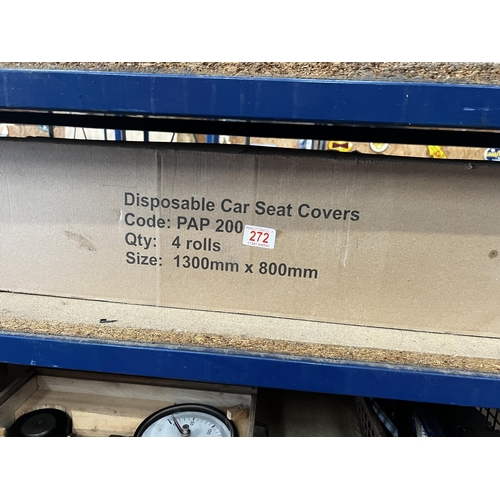 Disposable Car Seat Covers
Code: PAP 200
272
Qty: 4 rolls
Size: 1300mm x 800mm